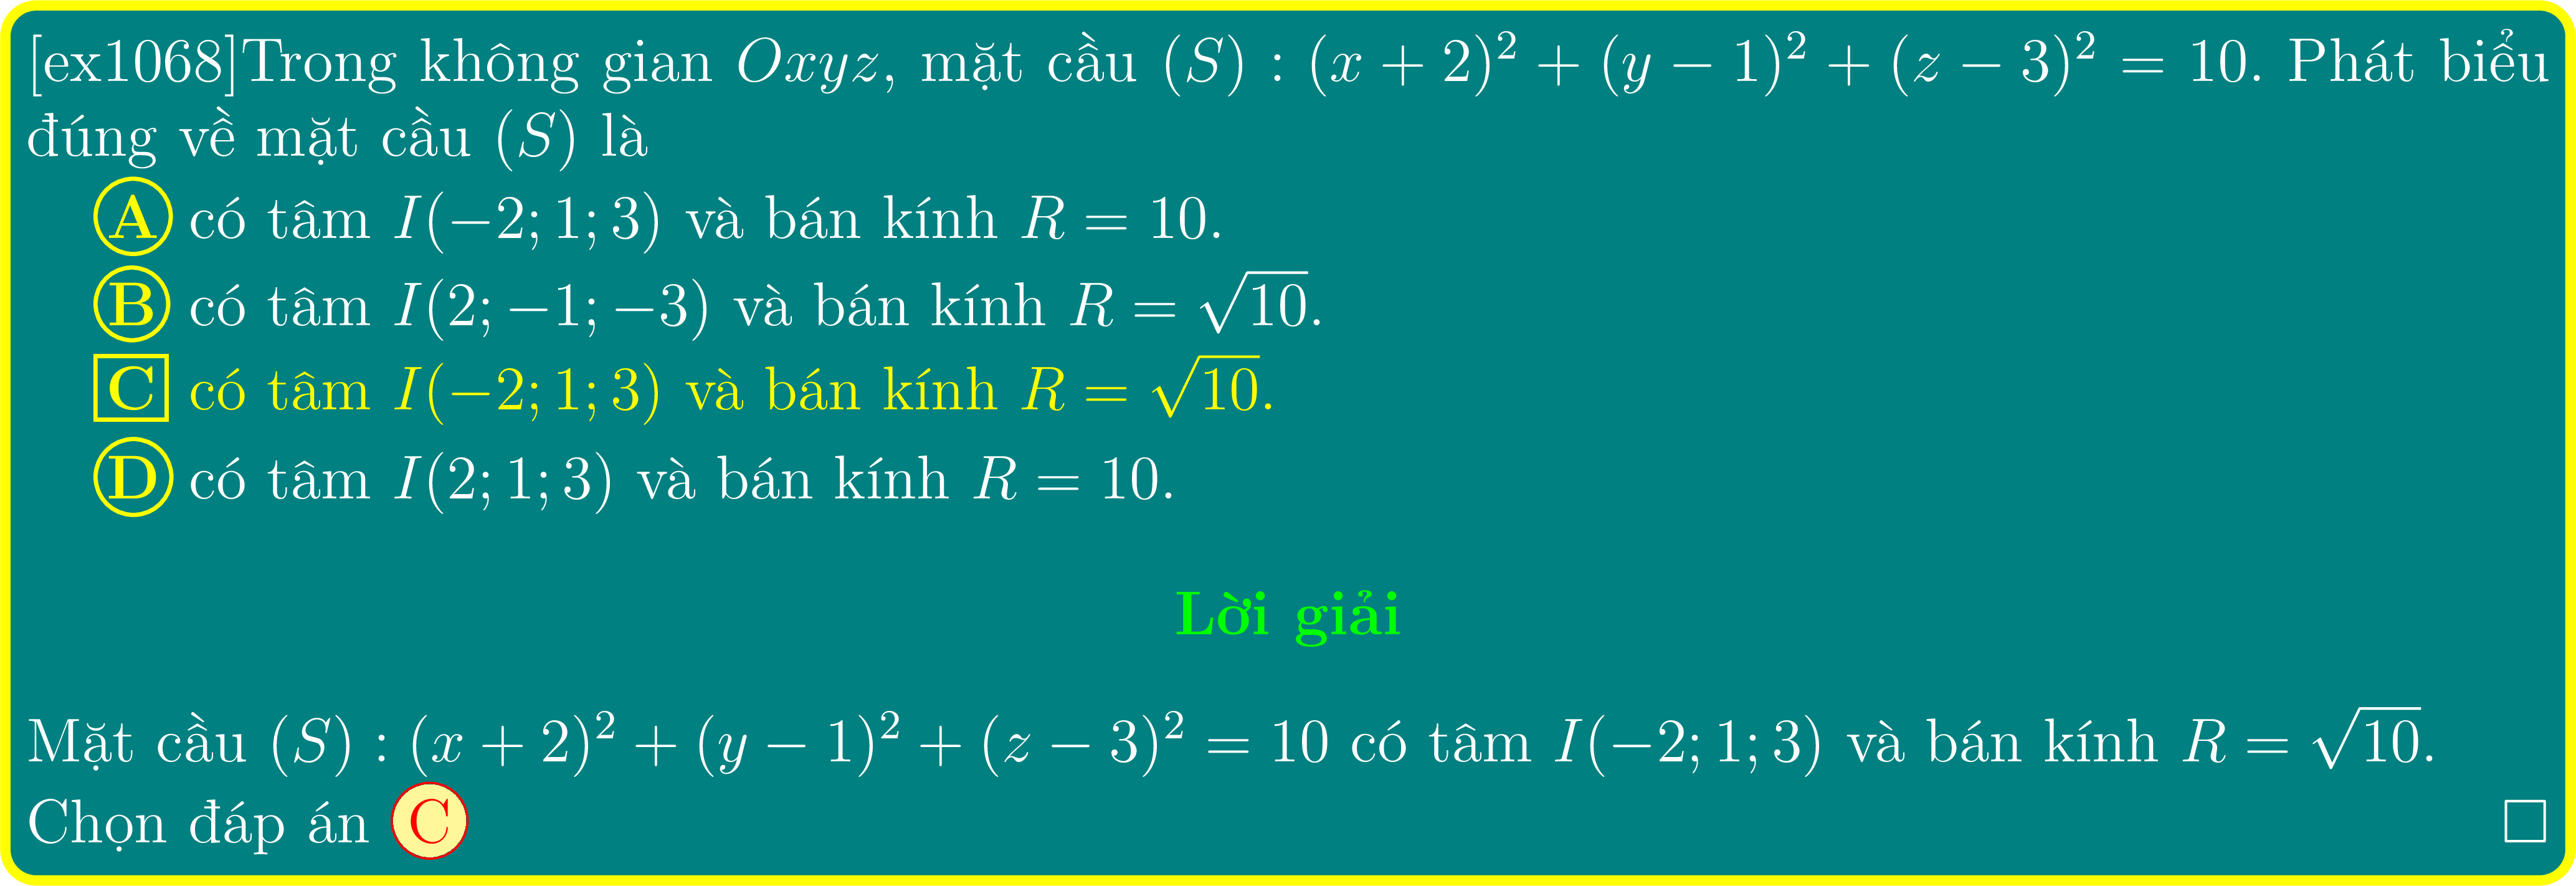 [ex1068]Trong không gian Oxyz, mặt cầu (S) : (x + 2)² + (y − 1)² + (z − 3)² = 10. Phát biểu
đúng về mặt cầu (S) là
A có tâm I(−2; 1; 3) và bán kính R = 10.
B có tâm I(2; −1; −3) và bán kính R = √10.
C có tâm I(−2; 1; 3) và bán kính R = √10.
D có tâm I(2; 1; 3) và bán kính R = 10.
Lời giải
Mặt cầu (S) : (x + 2)² + (y − 1)² + (z − 3)² = 10 có tâm I(−2; 1; 3) và bán kính R = √10.
Chọn đáp án C □